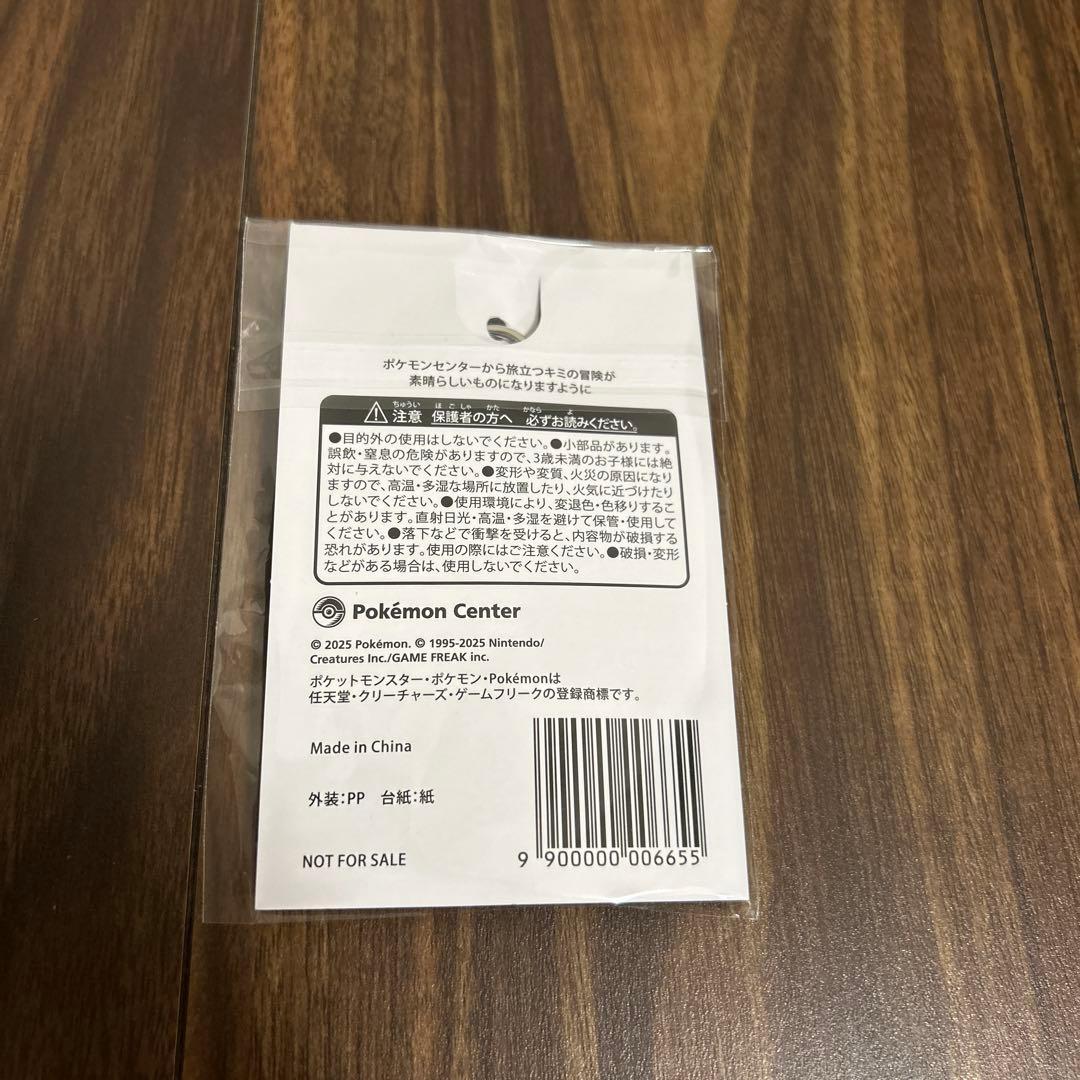 ポケモンセンターから旅立つキミの冒険が
素晴らしいものになりますように
ちゅうい ほごしゃ かた かなら よ
注意 保護者の方へ 必ずお読みください。
●目的外の使用はしないでください。●小部品があります。
誤飲・窒息の危険がありますので、3歳未満のお子様には絶
対に与えないでください。●変形や変質、火災の原因になり
ますので、高温・多湿な場所に放置したり、火気に近づけたり
しないでください。●使用環境により、変退色・色移りするこ
とがあります。直射日光・高温・多湿を避けて保管・使用して
ください。●落下などで衝撃を受けると、内容物が破損する
恐れがあります。使用の際にはご注意ください。●破損・変形
などがある場合は、使用しないでください。
Pokémon Center
© 2025 Pokémon. © 1995-2025 Nintendo/
Creatures Inc./GAME FREAK inc.
ポケットモンスター・ポケモン・Pokémonは
任天堂・クリーチャーズ・ゲームフリークの登録商標です。
Made in China
外装:PP 台紙:紙
NOT FOR SALE
9 900000 006655